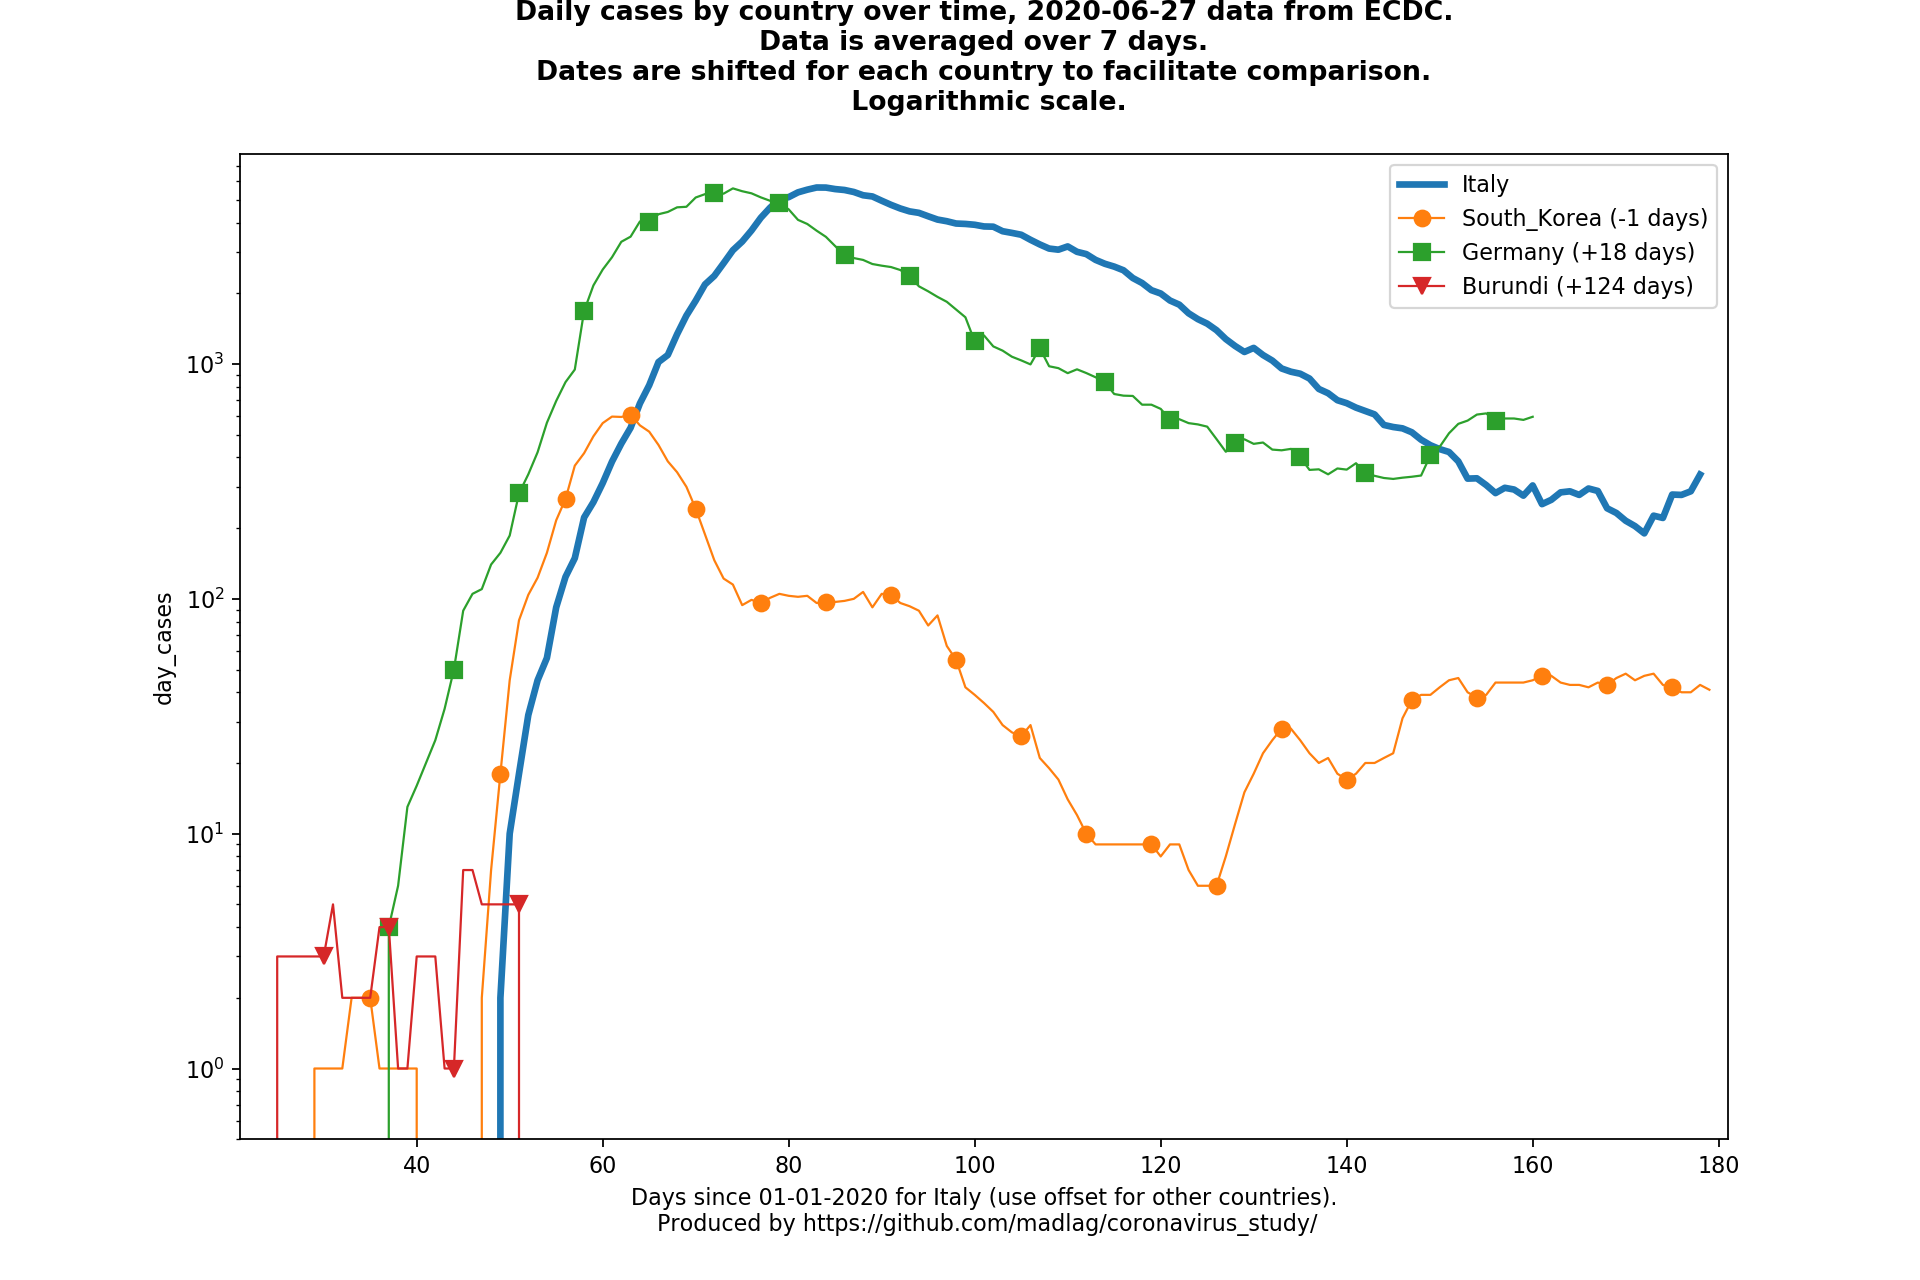 Daily cases by country over time, 2020-06-27 data from ECDC.
Data is averaged over 7 days.
Dates are shifted for each country to facilitate comparison.
Logarithmic scale.
Italy
South_Korea (-1 days)
Germany (+18 days)
Burundi (+124 days)
day_cases
10³
10²
10¹
10⁰
40 60 80 100 120 140 160 180
Days since 01-01-2020 for Italy (use offset for other countries).
Produced by https://github.com/madlag/coronavirus_study/